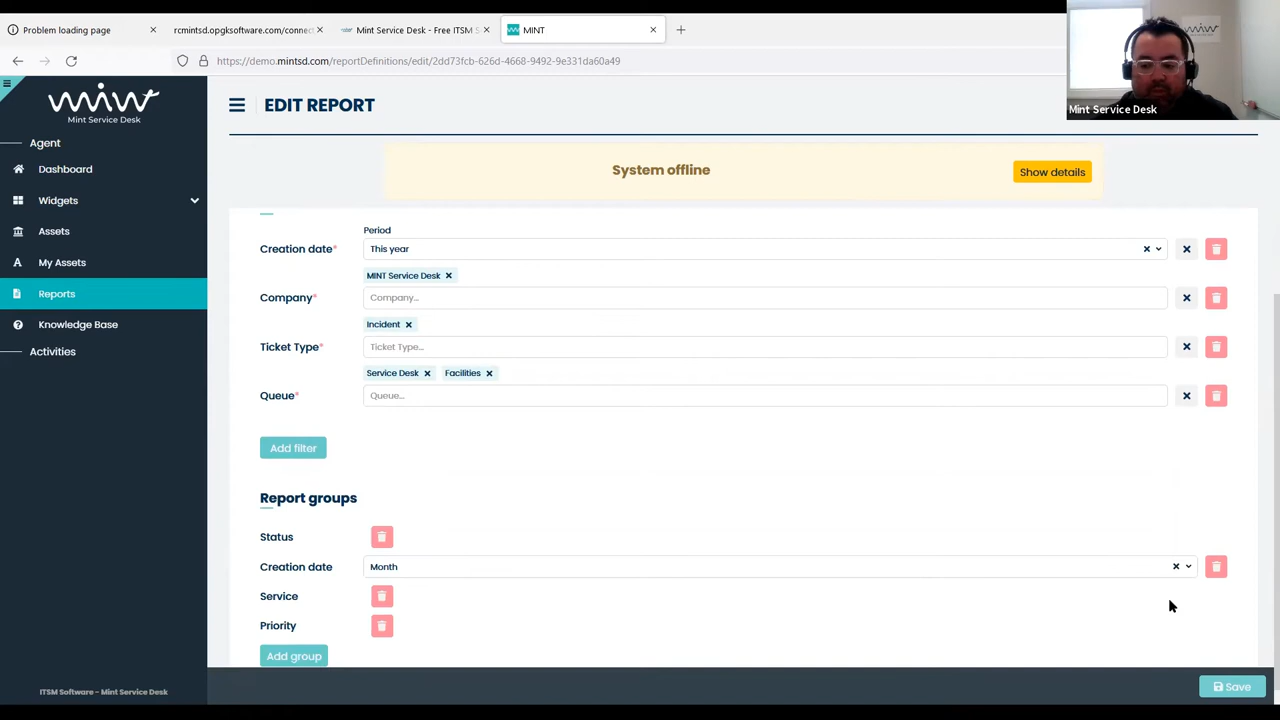 Problem loading page
rcmintsd.opgksoftware.com/connect
Mint Service Desk - Free ITSM S
MINT
https://demo.mintsd.com/reportDefinitions/edit/2dd73fcb-626d-4668-9492-9e331da60a49
Mint Service Desk
miw
Mint Service Desk
Agent
Dashboard
Widgets
Assets
My Assets
Reports
Knowledge Base
Activities
ITSM Software - Mint Service Desk
EDIT REPORT
System offline
Show details
Period
Creation date*
This year
MINT Service Desk
Company*
Company...
Incident
Ticket Type*
Ticket Type...
Service Desk
Facilities
Queue*
Queue...
Add filter
Report groups
Status
Creation date
Month
Service
Priority
Add group
Save